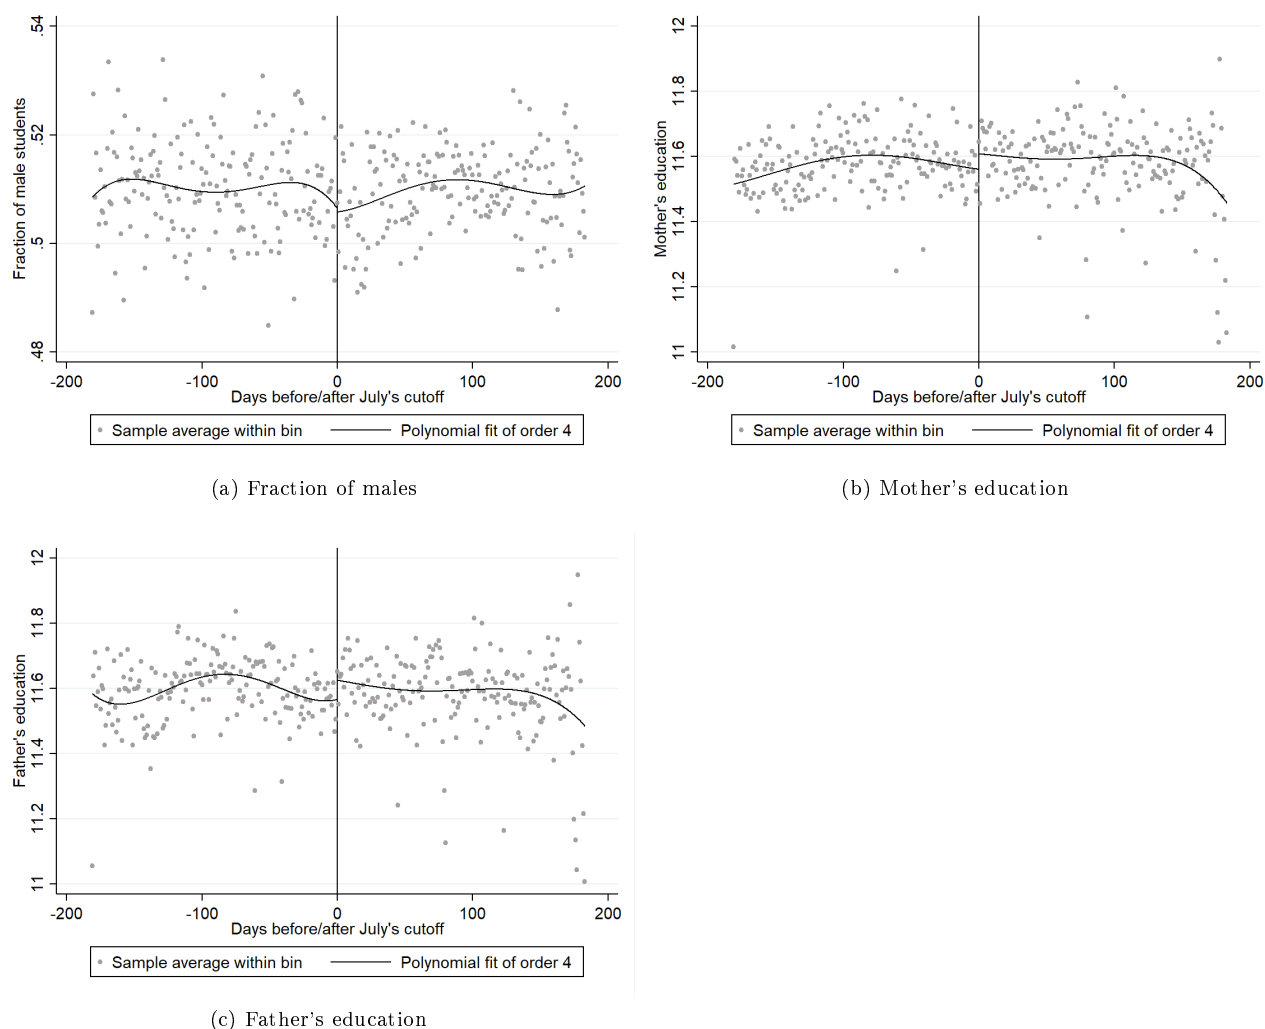 .54
.52
.5
.48
Fraction of male students
-200 -100 0 100 200
Days before/after July's cutoff
Sample average within bin Polynomial fit of order 4
(a) Fraction of males
12
11.8
11.6
11.4
11.2
11
Mother's education
-200 -100 0 100 200
Days before/after July's cutoff
Sample average within bin Polynomial fit of order 4
(b) Mother's education
12
11.8
11.6
11.4
11.2
11
Father's education
-200 -100 0 100 200
Days before/after July's cutoff
Sample average within bin Polynomial fit of order 4
(c) Father's education